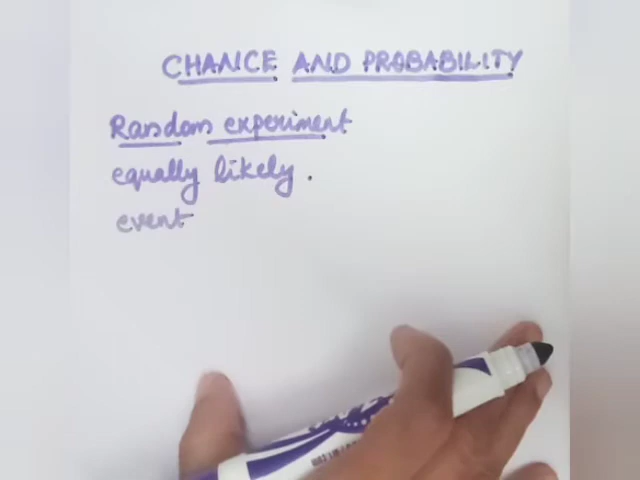 CHANCE AND PROBABILITY
Random experiment
equally likely.
event